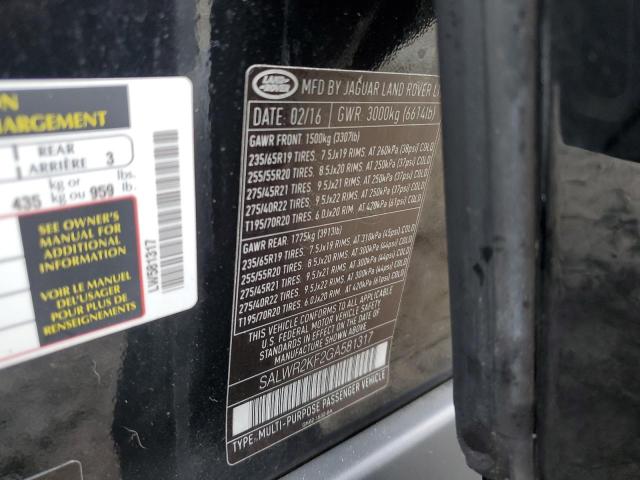 ON
HARGEMENT
REAR
ARRIÈRE 3
435 kg or kg ou 959 lbs. lb.
SEE OWNER'S
MANUAL FOR
ADDITIONAL
INFORMATION
VOIR LE MANUEL
DE L'USAGER
POUR PLUS DE
RENSEIGNEMENTS
LW581317
LAND ROVER
MFD BY JAGUAR LAND ROVER
DATE: 02/16 GWR 3000kg (6614lb)
GAWR FRONT 1500kg (3307lb)
235/65R19 TIRES. 7.5Jx19 RIMS, AT 260kPa (38psi) COLD
255/55R20 TIRES. 8.5Jx20 RIMS, AT 250kPa (37psi) COLD
275/45R21 TIRES. 9.5Jx21 RIMS, AT 250kPa (37psi) COLD
275/40R22 TIRES. 9.5Jx22 RIMS, AT 250kPa (37psi) COLD
T195/70R20 TIRES. 6.0Jx20 RIM, AT 420kPa (61psi) COLD
GAWR REAR 1775kg (3913lb)
235/65R19 TIRES. 7.5Jx19 RIMS, AT 310kPa (45psi) COLD
255/55R20 TIRES. 8.5Jx20 RIMS, AT 300kPa (44psi) COLD
275/45R21 TIRES. 9.5Jx21 RIMS, AT 300kPa (44psi) COLD
275/40R22 TIRES. 9.5Jx22 RIMS, AT 300kPa (44psi) COLD
T195/70R20 TIRES. 6.0Jx20 RIM, AT 420kPa (61psi) COLD
THIS VEHICLE CONFORMS TO ALL APPLICABLE
U.S. FEDERAL MOTOR VEHICLE SAFETY
STANDARDS IN EFFECT ON THE DATE OF
MANUFACTURE SHOWN ABOVE.
SALWR2KF2GA581317
TYPE: MULTI-PURPOSE PASSENGER VEHICLE